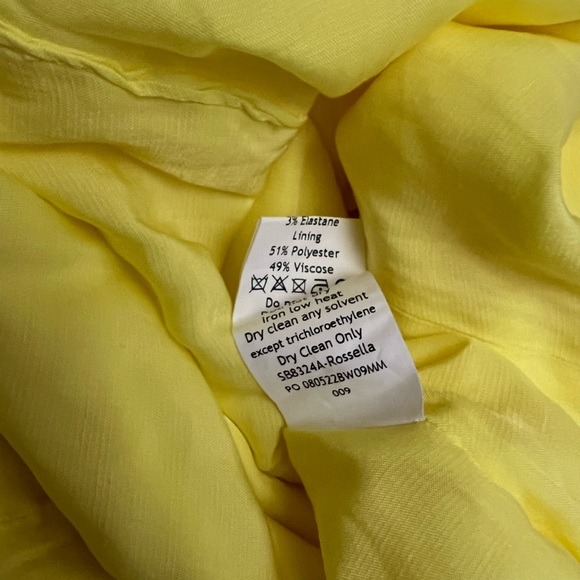 3% Elastane
Lining
51% Polyester
49% Viscose
Do
iron low heat
Dry clean any solvent
except trichloroethylene
Dry Clean Only
SB8324A-Rossella
PO 080522BW09MM
009